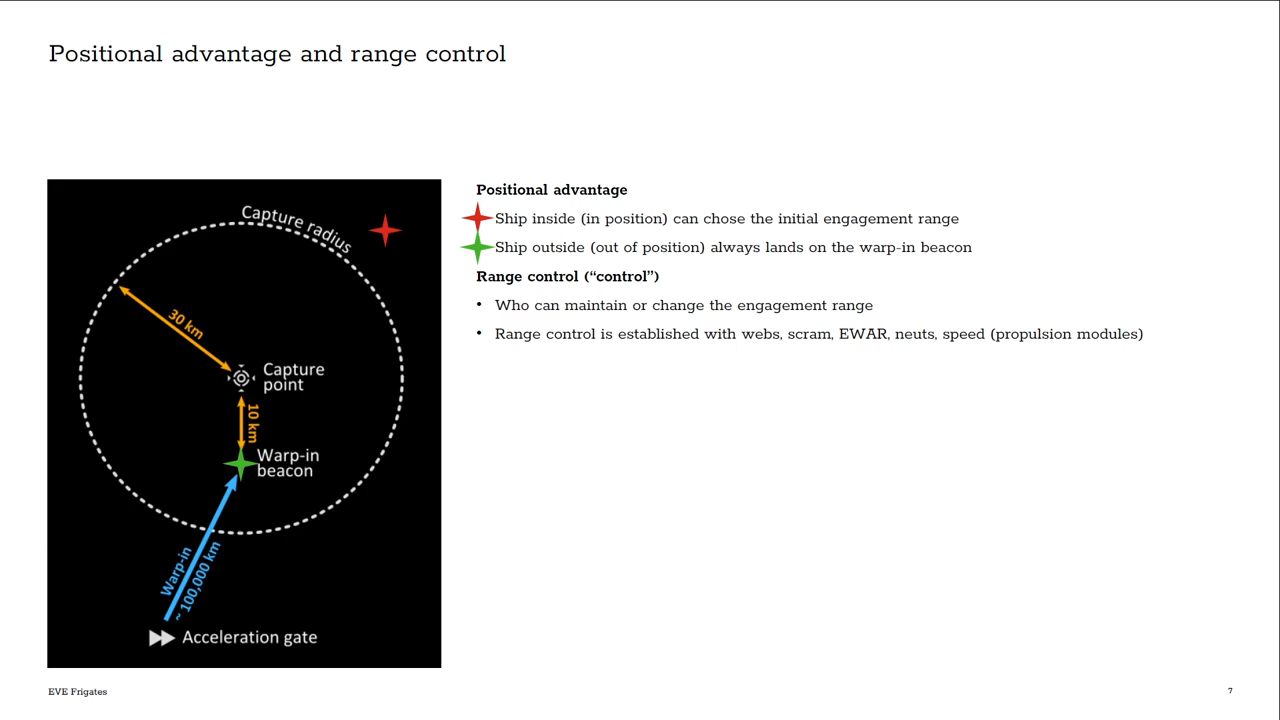 Positional advantage and range control
Capture radius
30 km
Capture
point
10 km
Warp-in
beacon
Warp-in
~ 100,000 km
Acceleration gate
Positional advantage
Ship inside (in position) can chose the initial engagement range
Ship outside (out of position) always lands on the warp-in beacon
Range control (“control”)
• Who can maintain or change the engagement range
• Range control is established with webs, scram, EWAR, neuts, speed (propulsion modules)
EVE Frigates
7